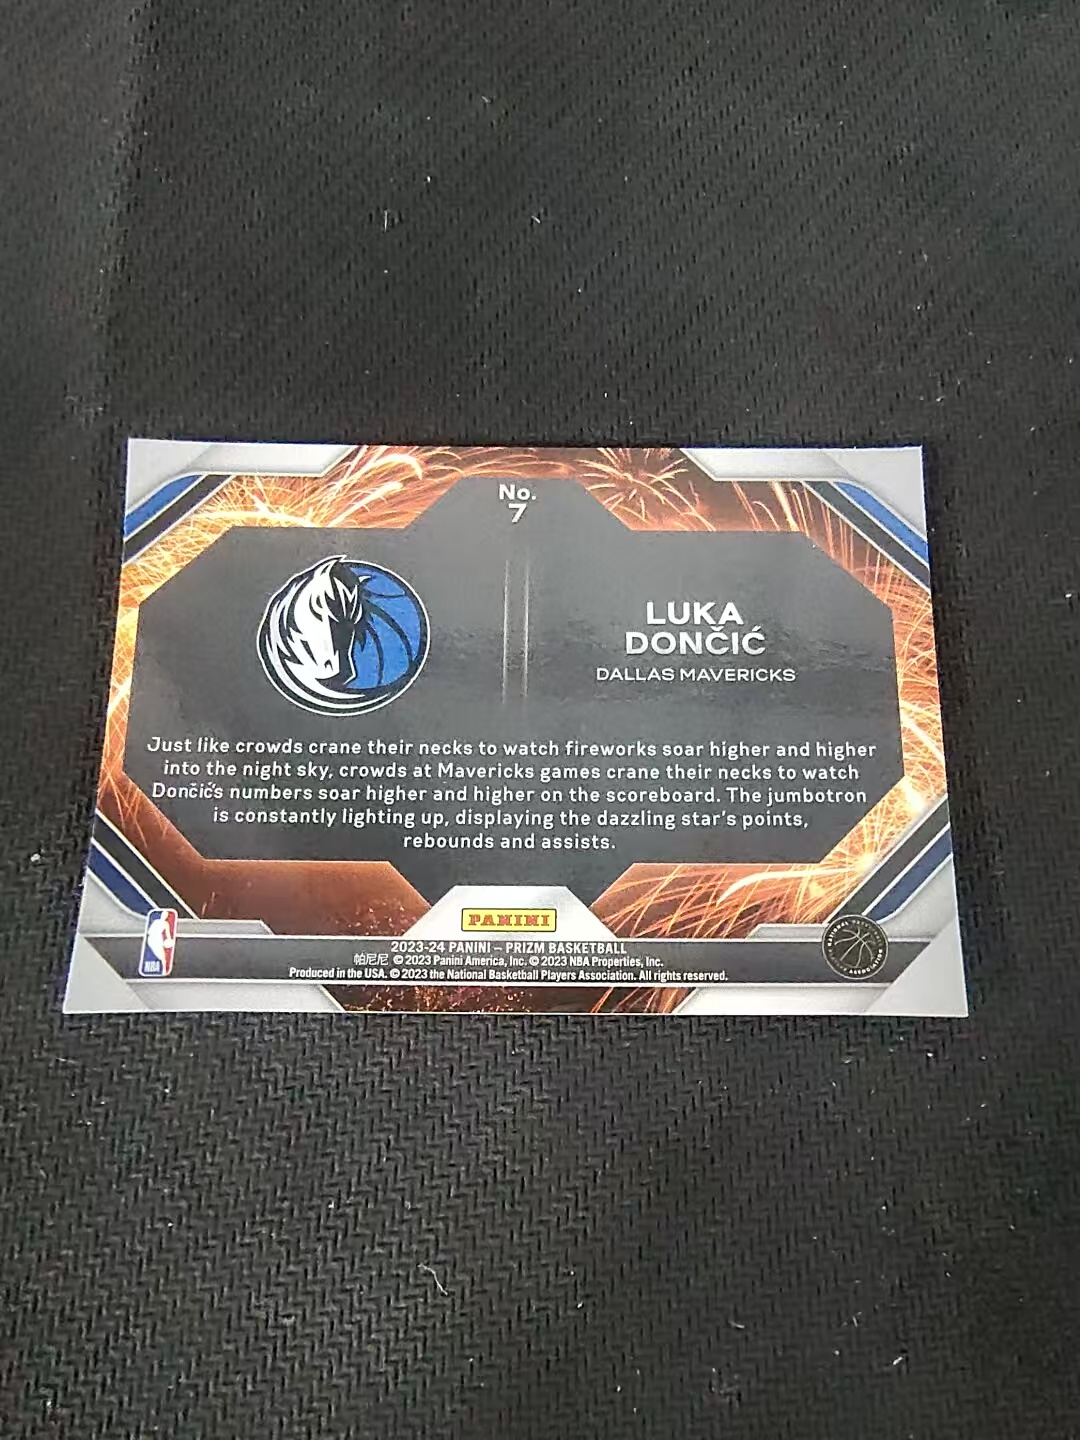 No.
7
LUKA
DONČIĆ
DALLAS MAVERICKS
Just like crowds crane their necks to watch fireworks soar higher and higher
into the night sky, crowds at Mavericks games crane their necks to watch
Dončić's numbers soar higher and higher on the scoreboard. The jumbotron
is constantly lighting up, displaying the dazzling star's points,
rebounds and assists.
PANINI
2023-24 PANINI – PRIZM BASKETBALL
帕尼尼 © 2023 Panini America, Inc. © 2023 NBA Properties, Inc.
Produced in the USA. © 2023 the National Basketball Players Association. All rights reserved.
NBA